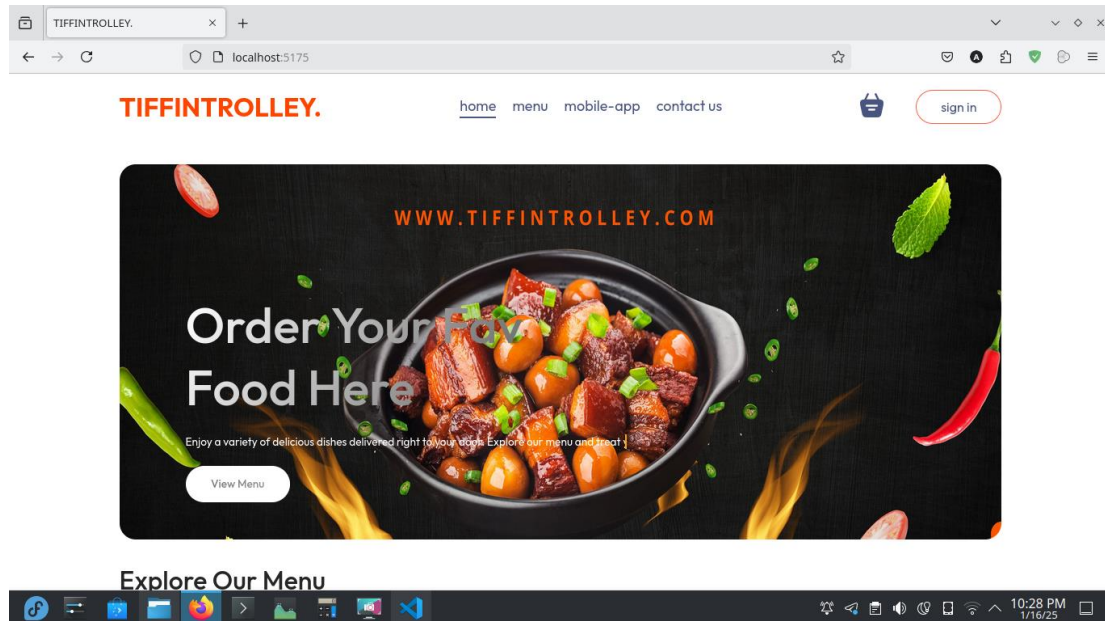 TIFFINTROLLEY.
localhost:5175
TIFFINTROLLEY.
home menu mobile-app contact us
sign in
WWW.TIFFINTROLLEY.COM
Order Your Fav
Food Here
Enjoy a variety of delicious dishes delivered right to your door. Explore our menu and treat
View Menu
Explore Our Menu
10:28 PM
1/16/25